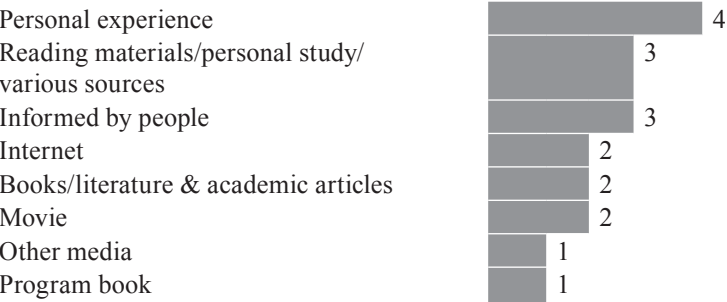 Personal experience 4
Reading materials/personal study/ 3
various sources
Informed by people 3
Internet 2
Books/literature & academic articles 2
Movie 2
Other media 1
Program book 1